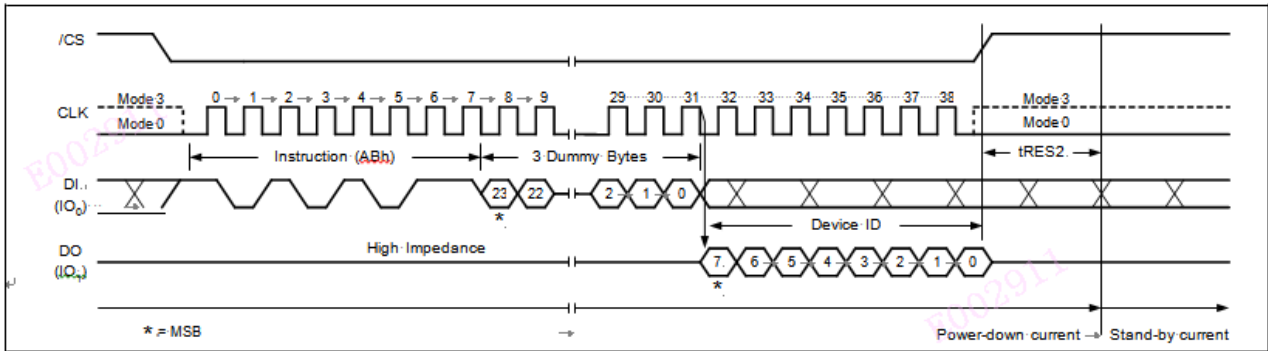 /CS
CLK
Mode 3
Mode 0
0 1 2 3 4 5 6 7 8 9
29 30 31 32 33 34 35 36 37 38
Mode 3
Mode 0
Instruction (ABh)
3 Dummy Bytes
tRES2
DI
(IO0)
23 22
2 1 0
*
Device ID
DO
High Impedance
7 6 5 4 3 2 1 0
*
* = MSB
Power-down current
Stand-by current
E002911